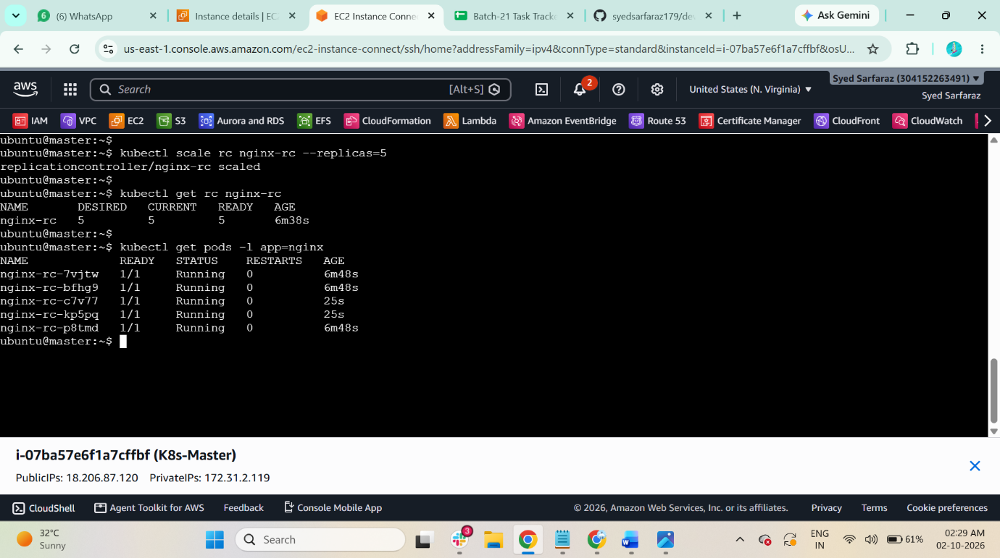 6
(6) WhatsApp
Instance details | EC
EC2 Instance Conne
Batch-21 Task Tracke
syedsarfaraz179/de
Ask Gemini
us-east-1.console.aws.amazon.com/ec2-instance-connect/ssh/home?addressFamily=ipv4&connType=standard&instanceId=i-07ba57e6f1a7cffbf&osU...
aws
Search
[Alt+S]
2
United States (N. Virginia)
Syed Sarfaraz (304152263491)
Syed Sarfaraz
IAM
VPC
EC2
S3
Aurora and RDS
EFS
CloudFormation
Lambda
Amazon EventBridge
Route 53
Certificate Manager
CloudFront
CloudWatch
ubuntu@master:~$
ubuntu@master:~$ kubectl scale rc nginx-rc --replicas=5
replicationcontroller/nginx-rc scaled
ubuntu@master:~$
ubuntu@master:~$ kubectl get rc nginx-rc
NAME DESIRED CURRENT READY AGE
nginx-rc 5 5 5 6m38s
ubuntu@master:~$
ubuntu@master:~$ kubectl get pods -l app=nginx
NAME READY STATUS RESTARTS AGE
nginx-rc-7vjtw 1/1 Running 0 6m48s
nginx-rc-bfhg9 1/1 Running 0 6m48s
nginx-rc-c7v77 1/1 Running 0 25s
nginx-rc-kp5pq 1/1 Running 0 25s
nginx-rc-p8tmd 1/1 Running 0 6m48s
ubuntu@master:~$
i-07ba57e6f1a7cffbf (K8s-Master)
PublicIPs: 18.206.87.120 PrivateIPs: 172.31.2.119
CloudShell
Agent Toolkit for AWS
Feedback
Console Mobile App
© 2026, Amazon Web Services, Inc. or its affiliates.
Privacy
Terms
Cookie preferences
32°C
Sunny
Search
3
ENG
IN
61%
02:29 AM
02-10-2026